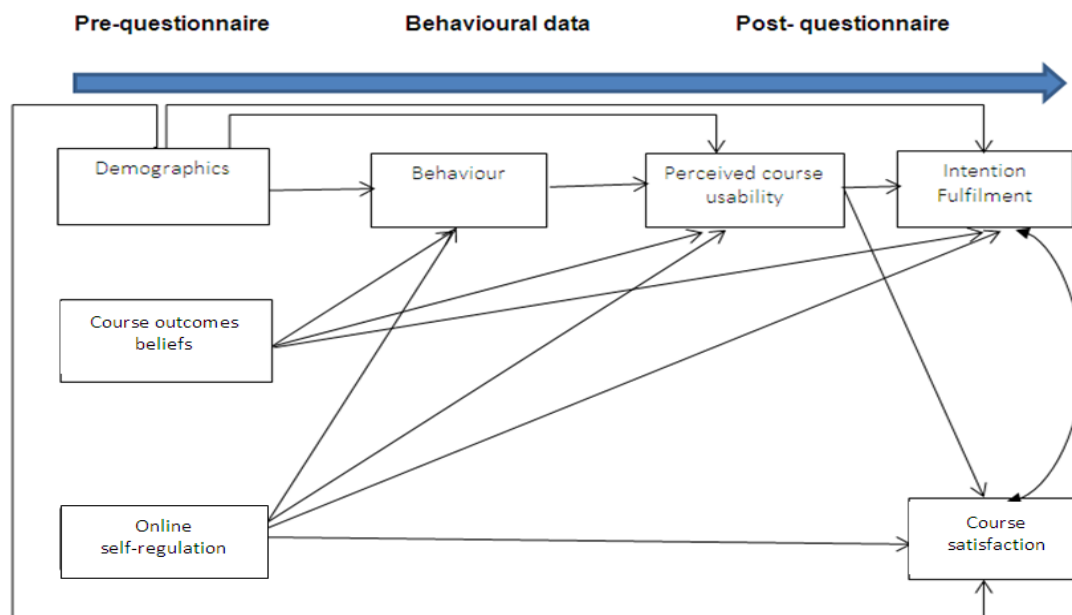 Pre-questionnaire
Behavioural data
Post- questionnaire
Demographics
Behaviour
Perceived course
usability
Intention
Fulfilment
Course outcomes
beliefs
Online
self-regulation
Course
satisfaction